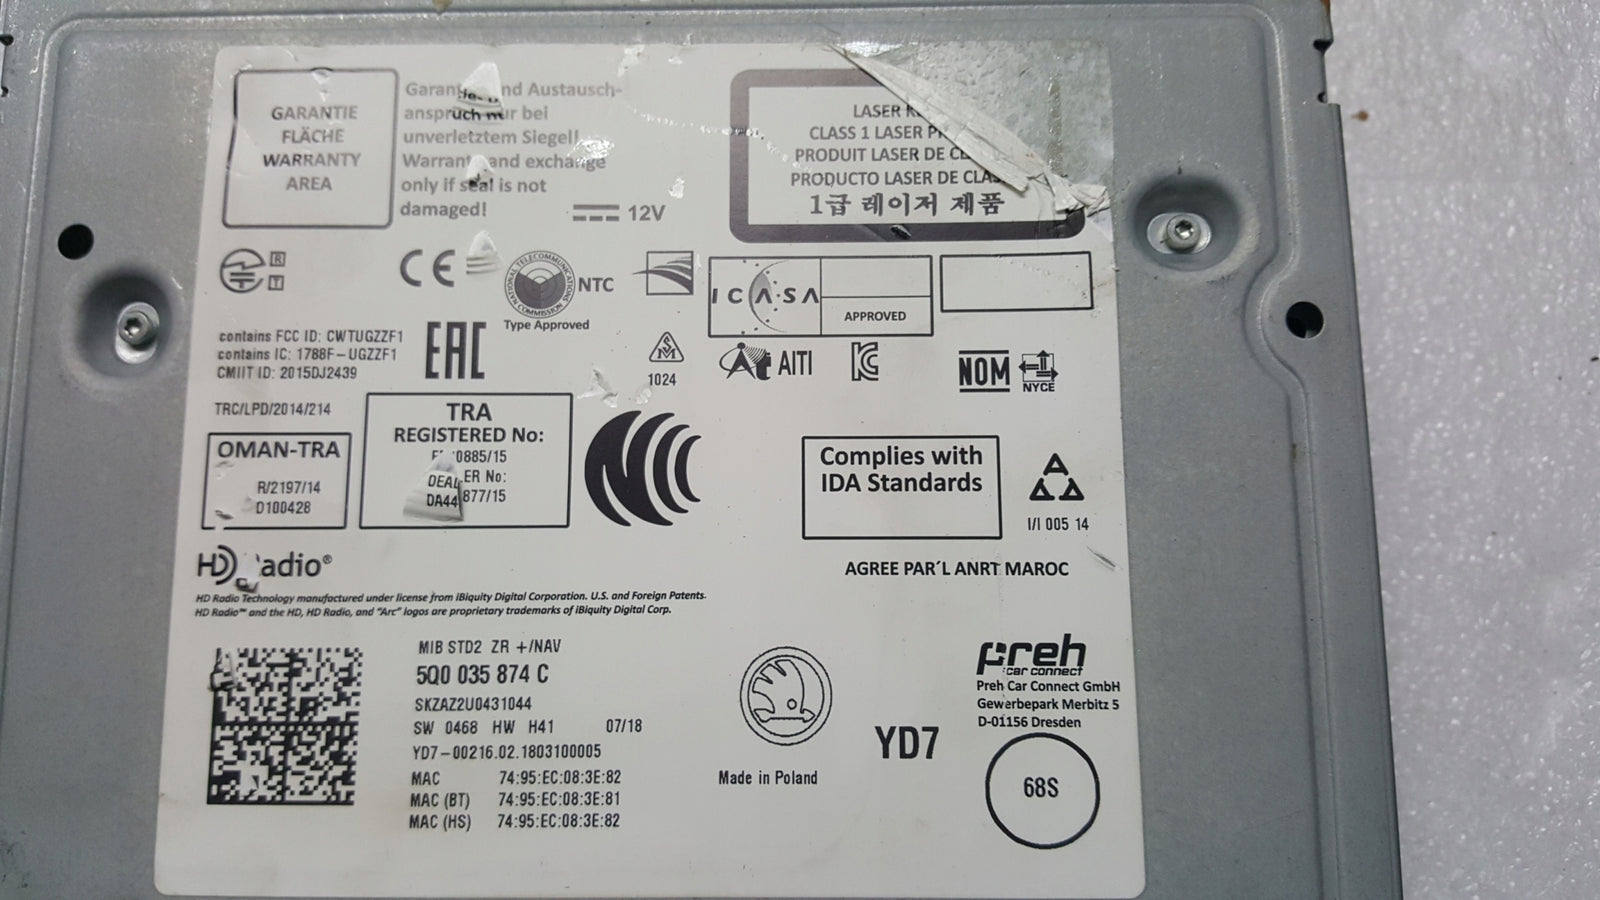 GARANTIE
FLÄCHE
WARRANTY
AREA
und Austausch-
anspruch nur bei
unverletztem Siegel!
Warranty and exchange
only if seal is not
damaged!
12V
LASER
CLASS 1 LASER
PRODUIT LASER DE
PRODUCTO LASER DE
1급 레이저 제품
R
T
CE
NATIONAL TELECOMMUNICATIONS COMMISSION
NTC
Type Approved
ICASA
APPROVED
contains FCC ID: CWTUGZZF1
contains IC: 1788F-UGZZF1
CMIIT ID: 2015DJ2439
EAC
1024
AITI
NOM
NYCE
TRC/LPD/2014/214
OMAN-TRA
R/2197/14
D100428
TRA
REGISTERED No:
0885/15
DEALER No:
DA44 877/15
Complies with
IDA Standards
I/I 005 14
HD Radio®
AGREE PAR´L ANRT MAROC
HD Radio Technology manufactured under license from iBiquity Digital Corporation. U.S. and Foreign Patents.
HD Radio™ and the HD, HD Radio, and "Arc" logos are proprietary trademarks of iBiquity Digital Corp.
MIB STD2 ZR +/NAV
5Q0 035 874 C
SKZAZ2U0431044
SW 0468 HW H41 07/18
YD7-00216.02.1803100005
MAC 74:95:EC:08:3E:82
MAC (BT) 74:95:EC:08:3E:81
MAC (HS) 74:95:EC:08:3E:82
Made in Poland
YD7
preh
car connect
Preh Car Connect GmbH
Gewerbepark Merbitz 5
D-01156 Dresden
68S